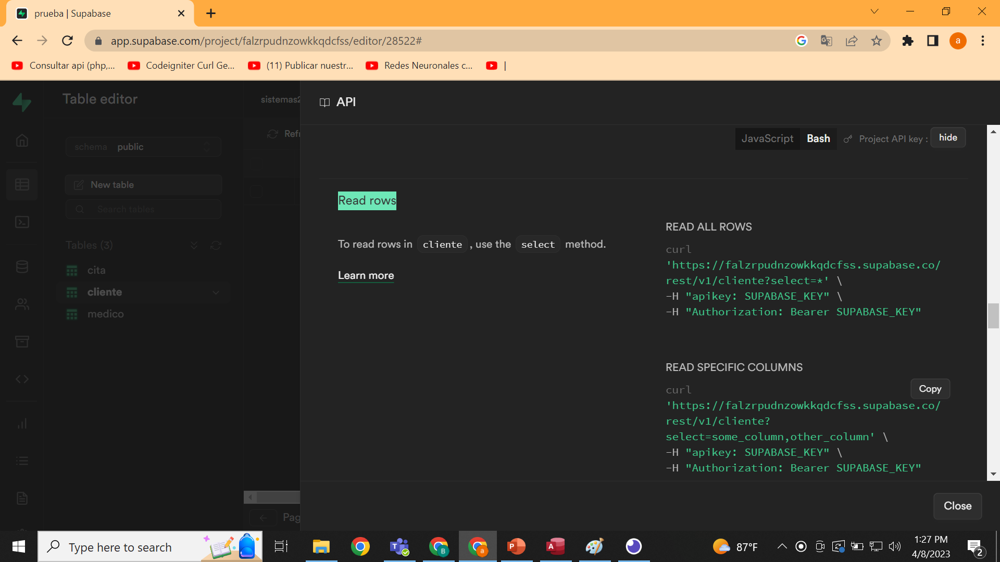 prueba | Supabase
app.supabase.com/project/falzrpudnzowkkqdcfss/editor/28522#
a
Consultar api (php,...
Codeigniter Curl Ge...
(11) Publicar nuestr...
Redes Neuronales c...
|
Table editor
sistemas2
API
Refr
JavaScript
Bash
Project API key :
hide
schema public
New table
Search tables
Tables (3)
cita
cliente
medico
Read rows
To read rows in cliente , use the select method.
Learn more
READ ALL ROWS
curl
'https://falzrpudnzowkkqdcfss.supabase.co/
rest/v1/cliente?select=*' \
-H "apikey: SUPABASE_KEY" \
-H "Authorization: Bearer SUPABASE_KEY"
READ SPECIFIC COLUMNS
Copy
curl
'https://falzrpudnzowkkqdcfss.supabase.co/
rest/v1/cliente?
select=some_column,other_column' \
-H "apikey: SUPABASE_KEY" \
-H "Authorization: Bearer SUPABASE_KEY"
Pag
Close
Type here to search
T
B
a
P
A
87°F
1:27 PM
4/8/2023
2